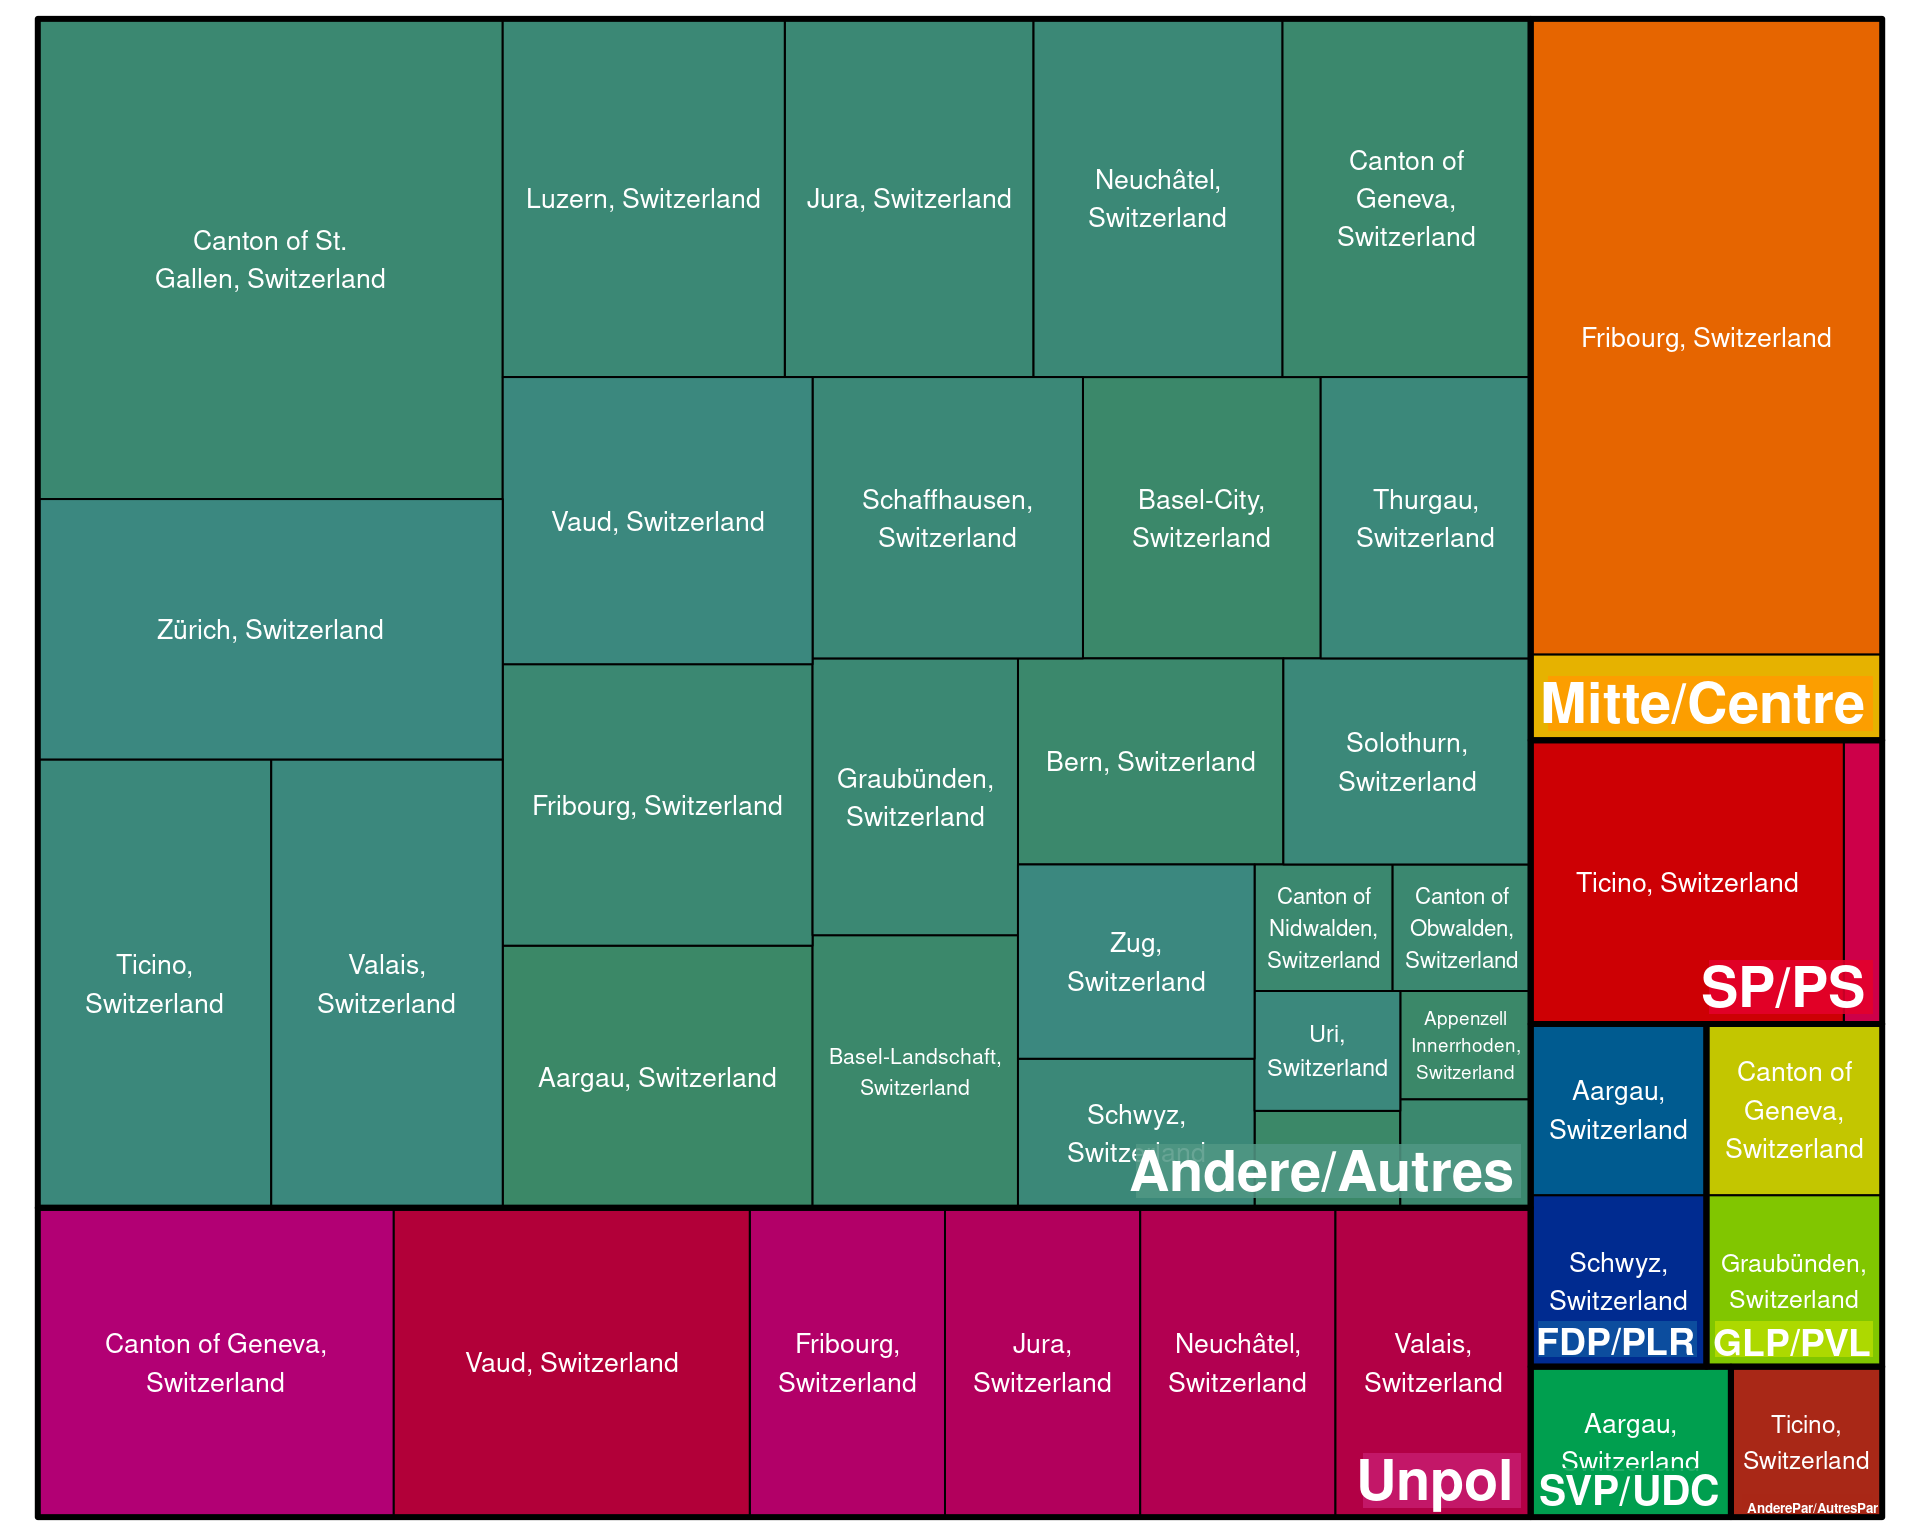 Canton of St.
Gallen, Switzerland
Luzern, Switzerland
Jura, Switzerland
Neuchâtel,
Switzerland
Canton of
Geneva,
Switzerland
Fribourg, Switzerland
Zürich, Switzerland
Vaud, Switzerland
Schaffhausen,
Switzerland
Basel-City,
Switzerland
Thurgau,
Switzerland
Mitte/Centre
Ticino,
Switzerland
Valais,
Switzerland
Fribourg, Switzerland
Graubünden,
Switzerland
Bern, Switzerland
Solothurn,
Switzerland
Aargau, Switzerland
Basel-Landschaft,
Switzerland
Zug,
Switzerland
Canton of
Nidwalden,
Switzerland
Canton of
Obwalden,
Switzerland
Uri,
Switzerland
Appenzell
Innerrhoden,
Switzerland
Schwyz,
Switzerland
Andere/Autres
Ticino, Switzerland
SP/PS
Aargau,
Switzerland
Canton of
Geneva,
Switzerland
Schwyz,
Switzerland
FDP/PLR
Graubünden,
Switzerland
GLP/PVL
Canton of Geneva,
Switzerland
Vaud, Switzerland
Fribourg,
Switzerland
Jura,
Switzerland
Neuchâtel,
Switzerland
Valais,
Switzerland
Unpol
Aargau,
Switzerland
SVP/UDC
Ticino,
Switzerland
AnderePar/AutresPar